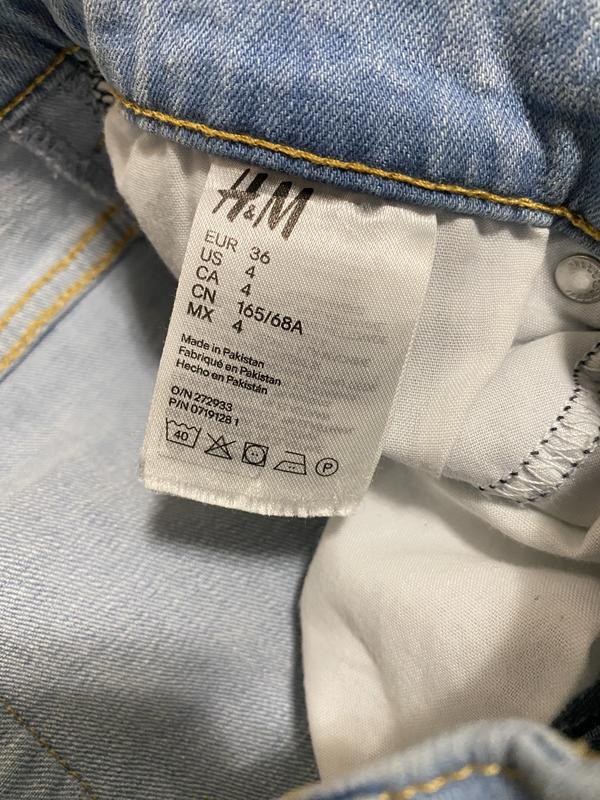 H&M
EUR 36
US 4
CA 4
CN 165/68A
MX 4
Made in Pakistan
Fabriqué en Pakistan
Hecho en Pakistán
O/N 272933
P/N 0719128 1
40
P